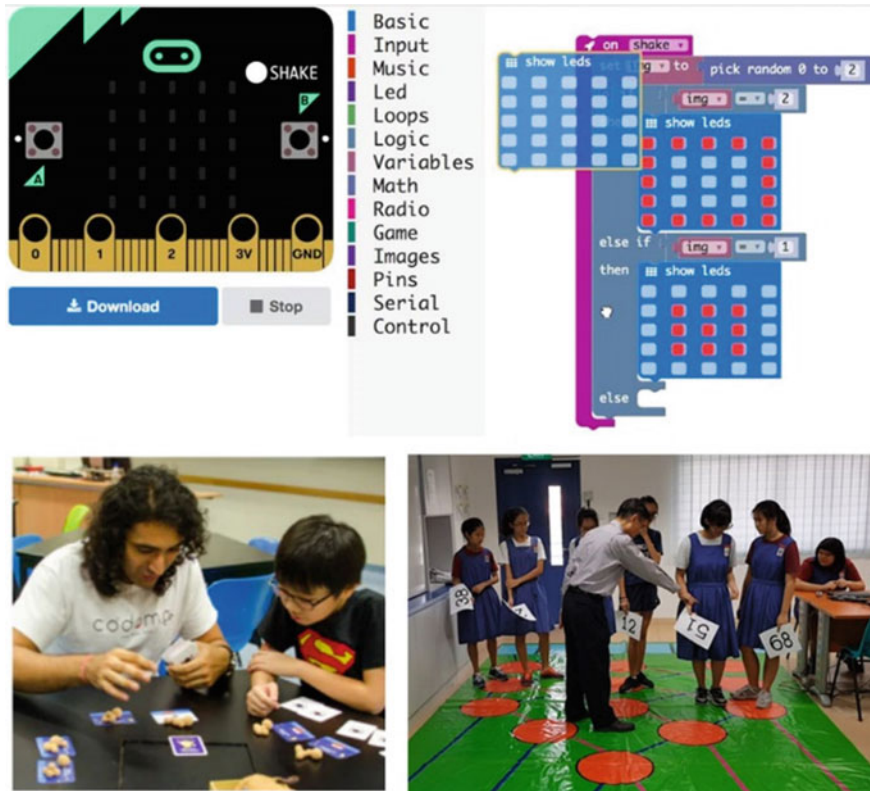 SHAKE
B
A
0 1 2 3V GND
Download
Stop
Basic
Input
Music
Led
Loops
Logic
Variables
Math
Radio
Game
Images
Pins
Serial
Control
on shake
show leds
to pick random 0 to 2
img = 2
show leds
else if img = 1
then show leds
else
38
12
51
89